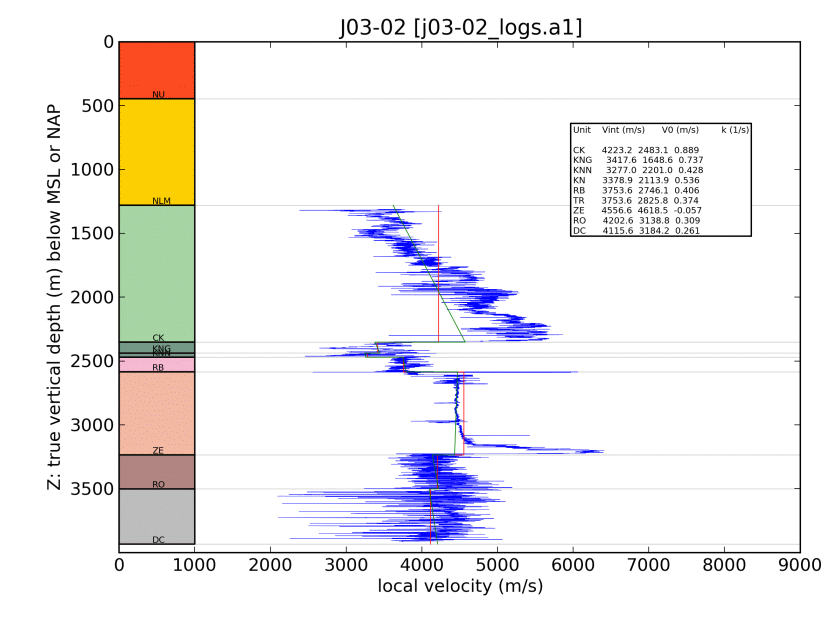 J03-02 [j03-02_logs.a1]
Z: true vertical depth (m) below MSL or NAP
0
500
1000
1500
2000
2500
3000
3500
NU
NLM
CK
KNG
KNN
RB
ZE
RO
DC
Unit Vint (m/s) V0 (m/s) k (1/s)
CK 4223.2 2483.1 0.889
KNG 3417.6 1648.6 0.737
KNN 3277.0 2201.0 0.428
KN 3378.9 2113.9 0.536
RB 3753.6 2746.1 0.406
TR 3753.6 2825.8 0.374
ZE 4556.6 4618.5 -0.057
RO 4202.6 3138.8 0.309
DC 4115.6 3184.2 0.261
0 1000 2000 3000 4000 5000 6000 7000 8000 9000
local velocity (m/s)